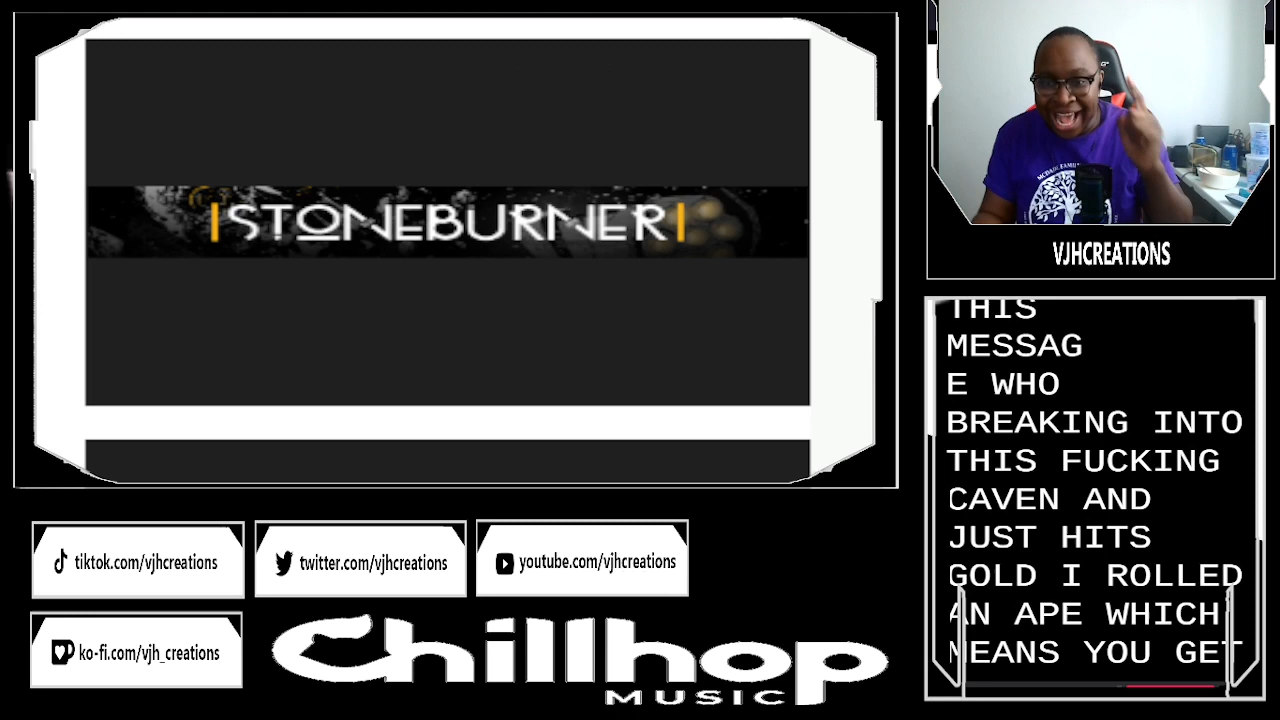 |STONEBURNER|
VJHCREATIONS
THIS
MESSAG
E WHO
BREAKING INTO
THIS FUCKING
CAVEN AND
JUST HITS
GOLD I ROLLED
AN APE WHICH
MEANS YOU GET
tiktok.com/vjhcreations
twitter.com/vjhcreations
youtube.com/vjhcreations
ko-fi.com/vjh_creations
Chillhop
MUSIC